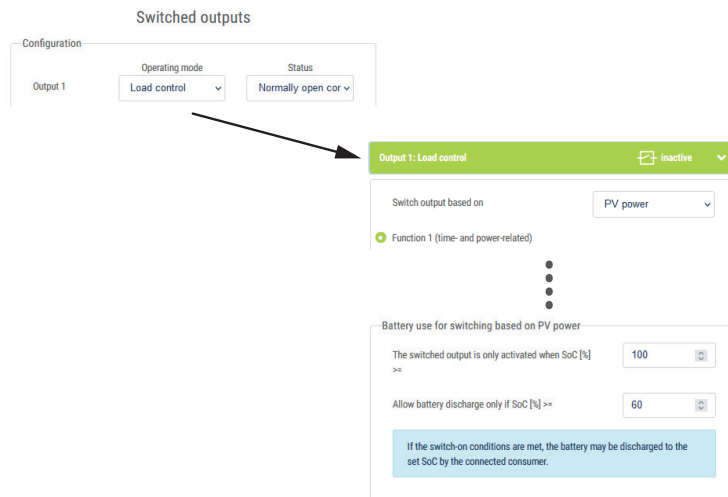 Switched outputs
Configuration
Operating mode
Status
Output 1
Load control
Normally open cor
Output 1: Load control
inactive
Switch output based on
PV power
Function 1 (time- and power-related)
Battery use for switching based on PV power
The switched output is only activated when SoC [%]
>=
100
Allow battery discharge only if SoC [%] >=
60
If the switch-on conditions are met, the battery may be discharged to the
set SoC by the connected consumer.